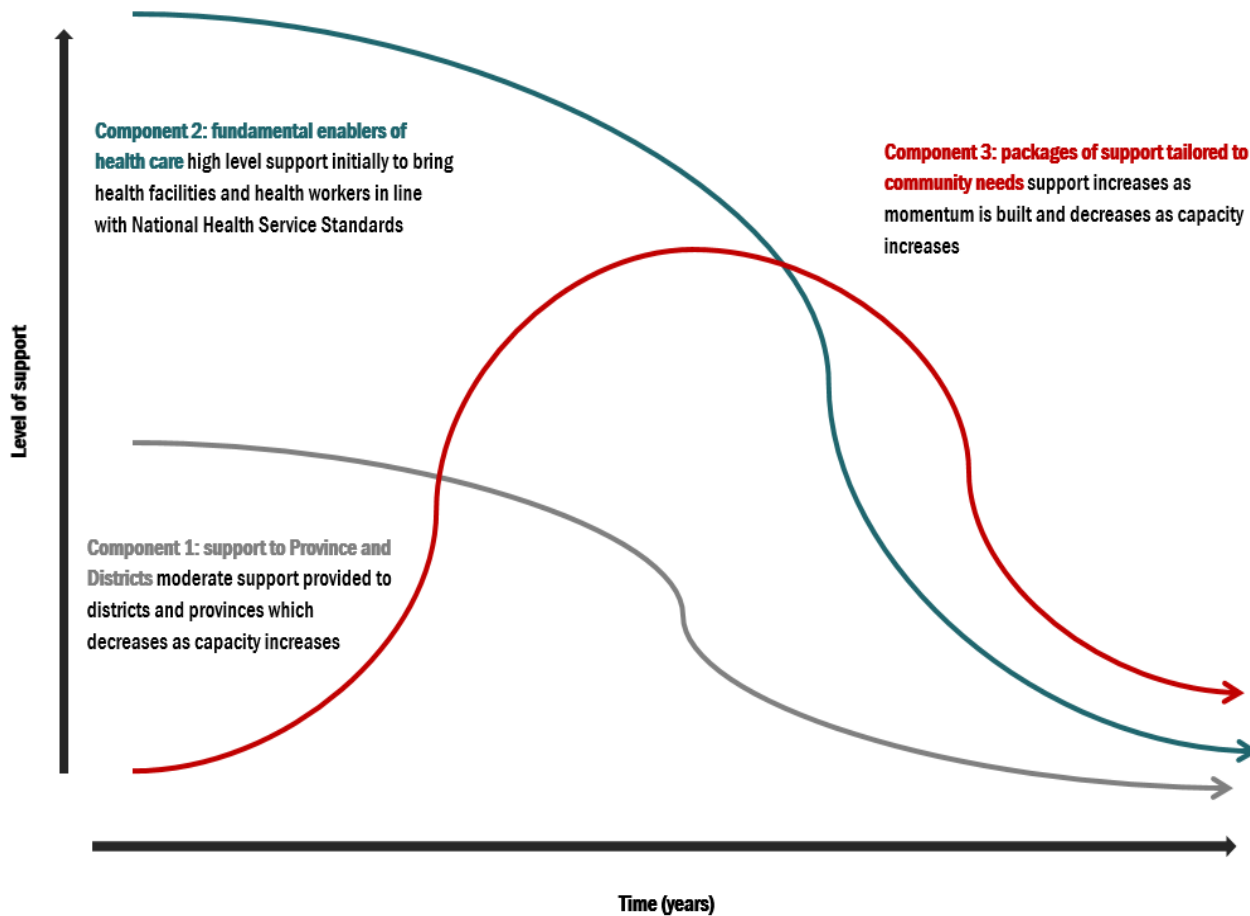 Component 2: fundamental enablers of
health care high level support initially to bring
health facilities and health workers in line
with National Health Service Standards
Component 3: packages of support tailored to
community needs support increases as
momentum is built and decreases as capacity
increases
Level of support
Component 1: support to Province and
Districts moderate support provided to
districts and provinces which
decreases as capacity increases
Time (years)